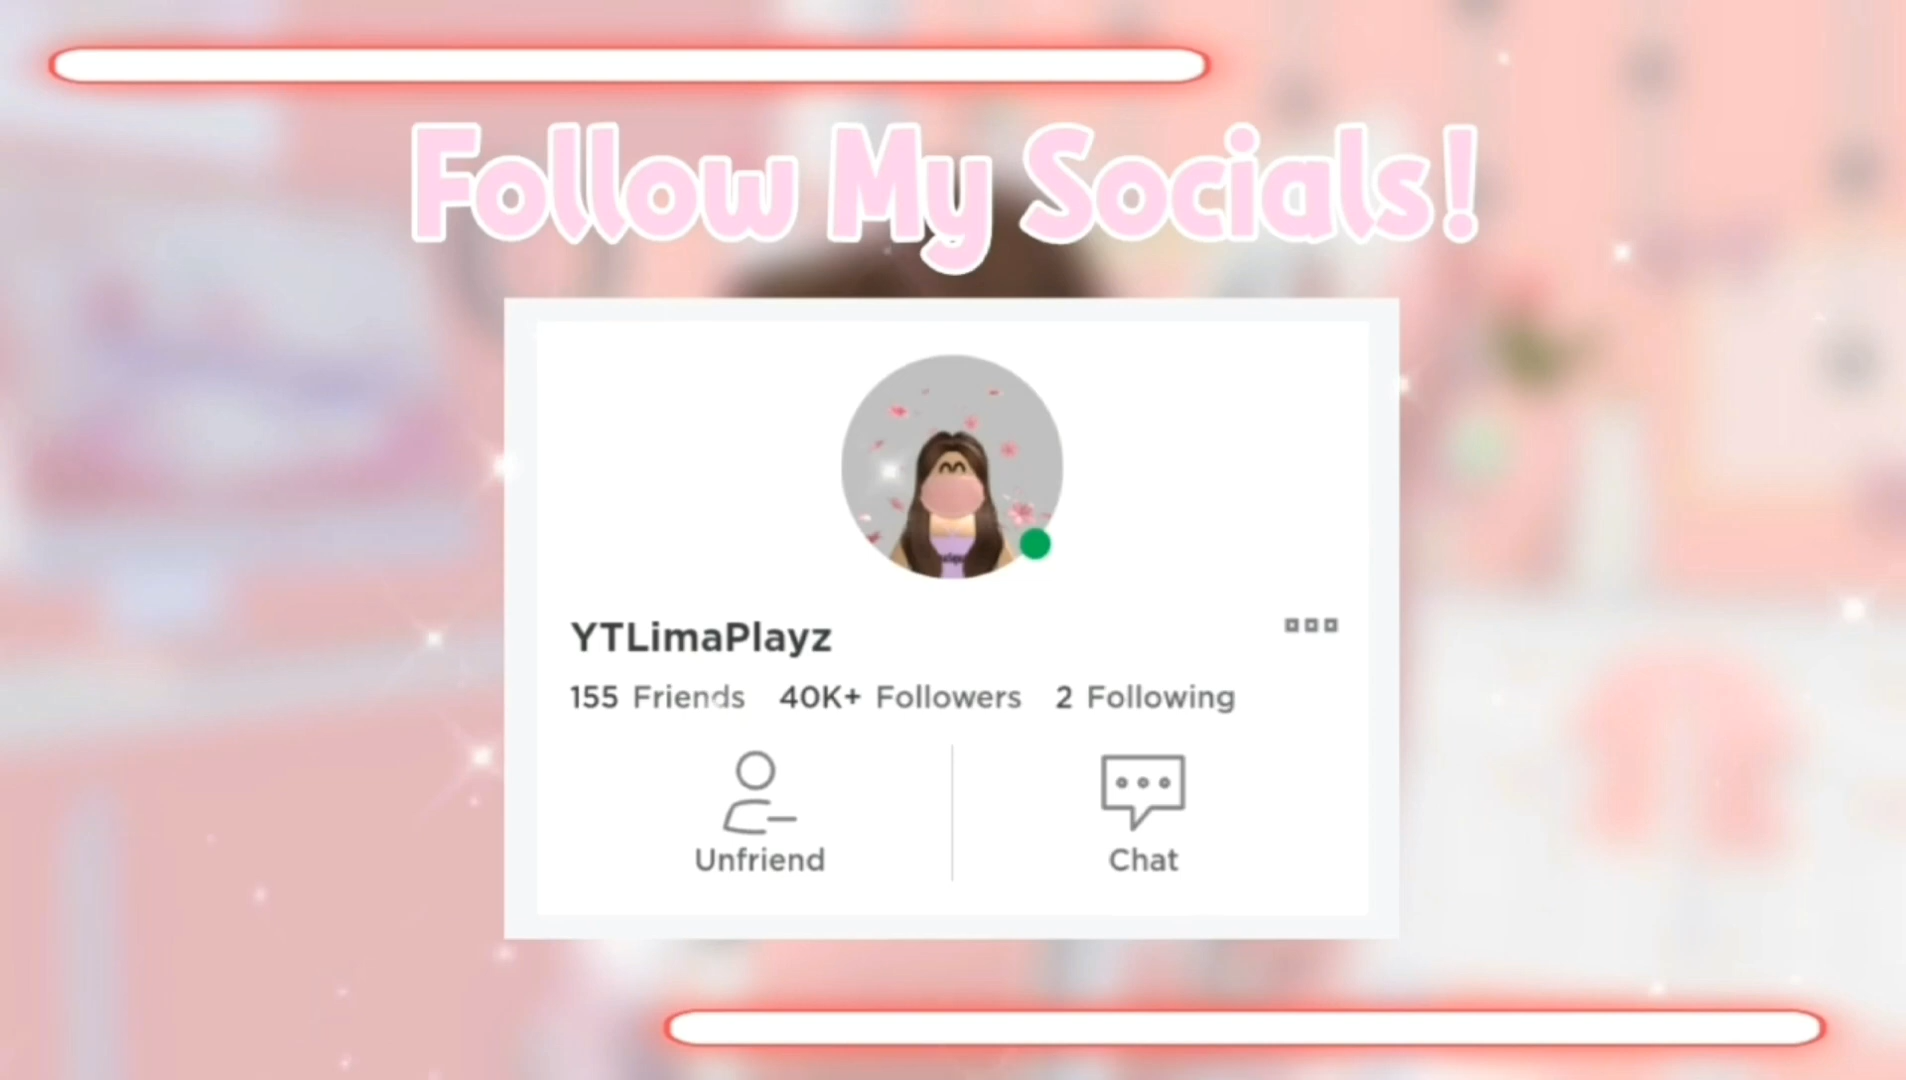 Follow My Socials!
YTLimaPlayz
155 Friends 40K+ Followers 2 Following
Unfriend Chat